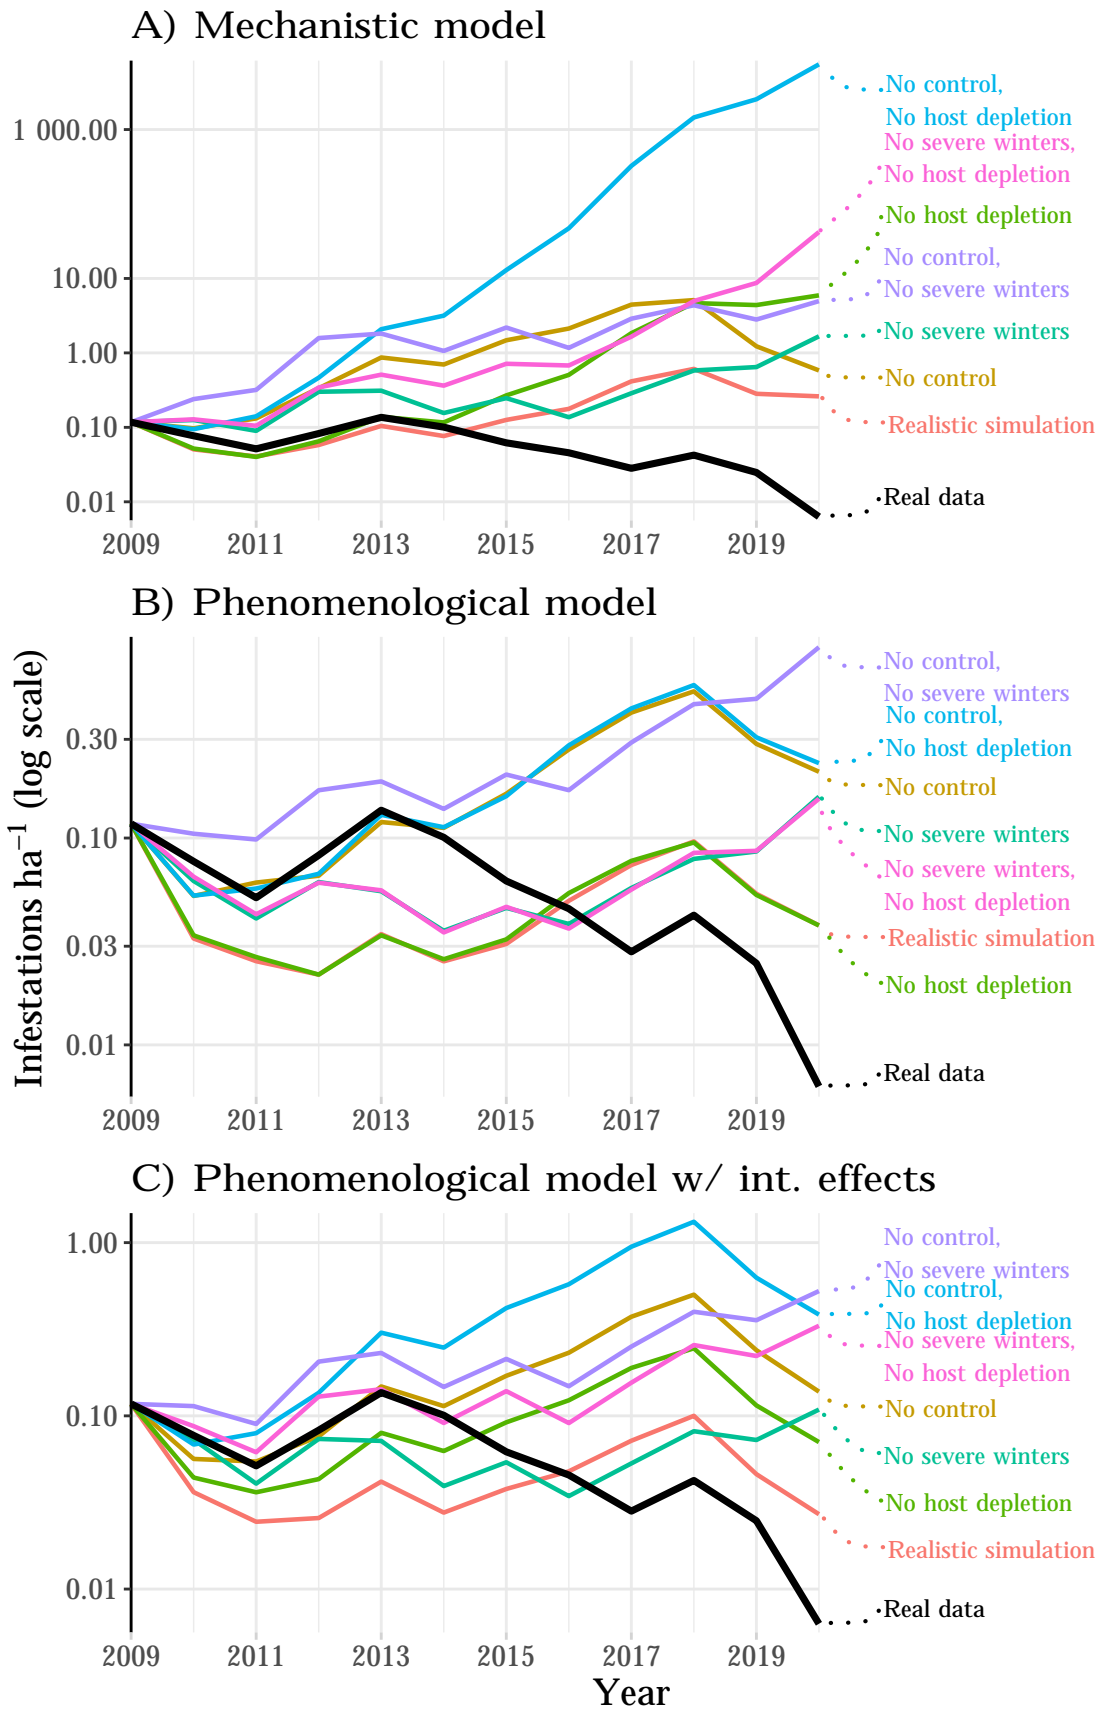 A) Mechanistic model
1 000.00
10.00
1.00
0.10
0.01
2009 2011 2013 2015 2017 2019
No control,
No host depletion
No severe winters,
No host depletion
No host depletion
No control,
No severe winters
No severe winters
No control
Realistic simulation
Real data
B) Phenomenological model
Infestations ha⁻¹ (log scale)
0.30
0.10
0.03
0.01
2009 2011 2013 2015 2017 2019
No control,
No severe winters
No control,
No host depletion
No control
No severe winters
No severe winters,
No host depletion
Realistic simulation
No host depletion
Real data
C) Phenomenological model w/ int. effects
1.00
0.10
0.01
2009 2011 2013 2015 2017 2019
Year
No control,
No severe winters
No control,
No host depletion
No severe winters,
No host depletion
No control
No severe winters
No host depletion
Realistic simulation
Real data